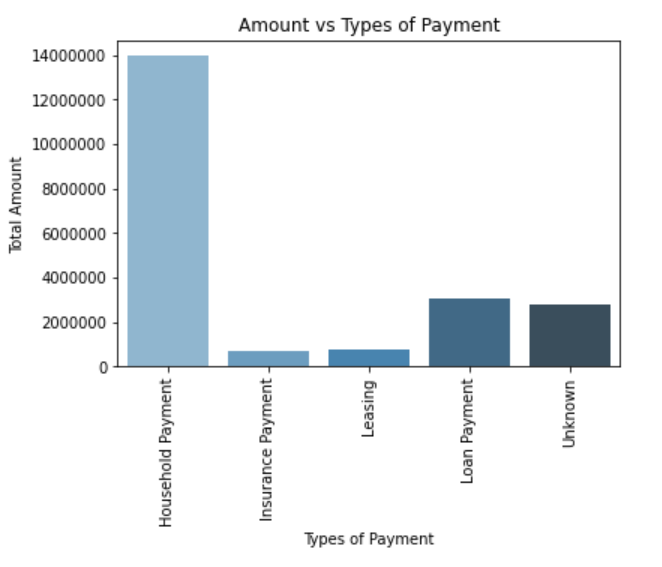 Amount vs Types of Payment
Total Amount
14000000
12000000
10000000
8000000
6000000
4000000
2000000
0
Household Payment
Insurance Payment
Leasing
Loan Payment
Unknown
Types of Payment